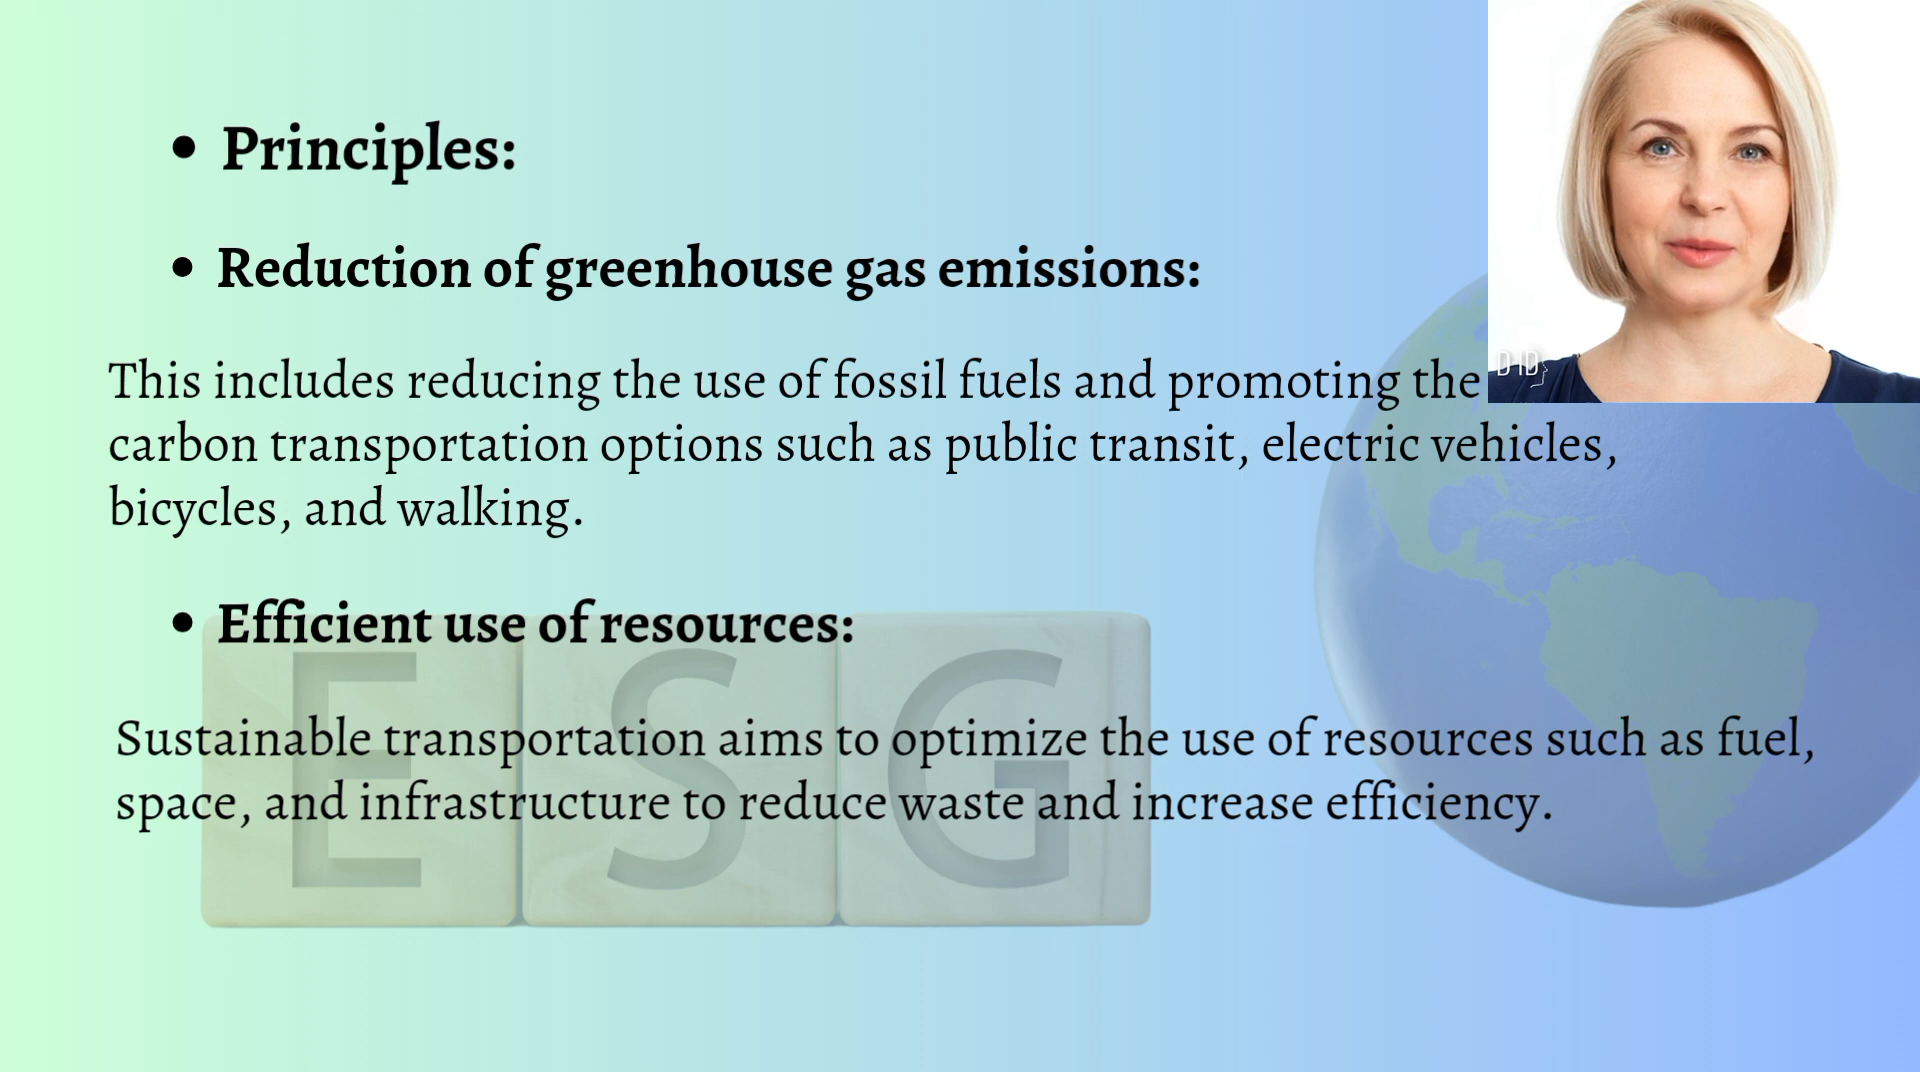 • Principles:
• Reduction of greenhouse gas emissions:
This includes reducing the use of fossil fuels and promoting the
carbon transportation options such as public transit, electric vehicles,
bicycles, and walking.
• Efficient use of resources:
Sustainable transportation aims to optimize the use of resources such as fuel,
space, and infrastructure to reduce waste and increase efficiency.
E S G
D-ID